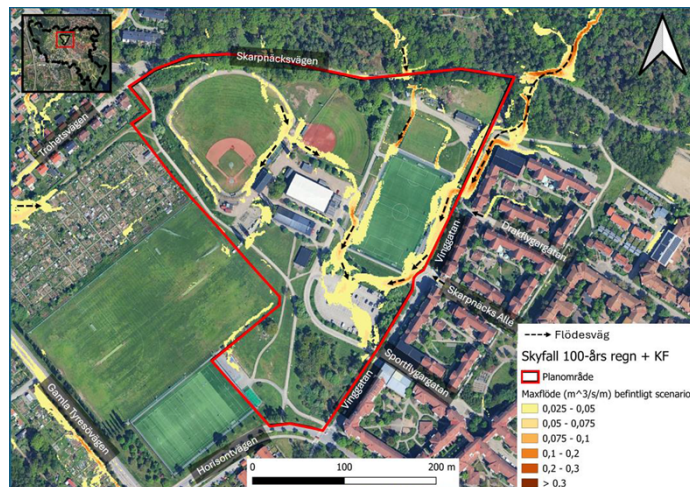 Skarpnäcksvägen
Trohetsvägen
Drakflygargatan
Vinggatan
Skarpnäcks Allé
Sportflygargatan
Vinggatan
Gamla Tyresövägen
Horisontvägen
0 100 200 m
Flödesväg
Skyfall 100-års regn + KF
Planområde
Maxflöde (m^3/s/m) befintligt scenario
0,025 - 0,05
0,05 - 0,075
0,075 - 0,1
0,1 - 0,2
0,2 - 0,3
> 0,3